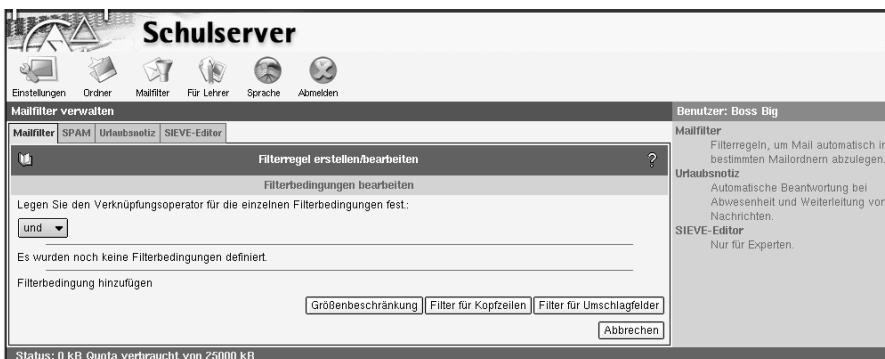 Schulserver
Einstellungen Ordner Mailfilter Für Lehrer Sprache Abmelden
Mailfilter verwalten
Mailfilter SPAM Urlaubsnotiz SIEVE-Editor
Filterregel erstellen/bearbeiten ?
Filterbedingungen bearbeiten
Legen Sie den Verknüpfungsoperator für die einzelnen Filterbedingungen fest.:
und
Es wurden noch keine Filterbedingungen definiert.
Filterbedingung hinzufügen
Größenbeschränkung Filter für Kopfzeilen Filter für Umschlagfelder
Abbrechen
Status: 0 kB Quota verbraucht von 25000 kB
Benutzer: Boss Big
Mailfilter
Filterregeln, um Mail automatisch in
bestimmten Mailordnern abzulegen.
Urlaubsnotiz
Automatische Beantwortung bei
Abwesenheit und Weiterleitung von
Nachrichten.
SIEVE-Editor
Nur für Experten.